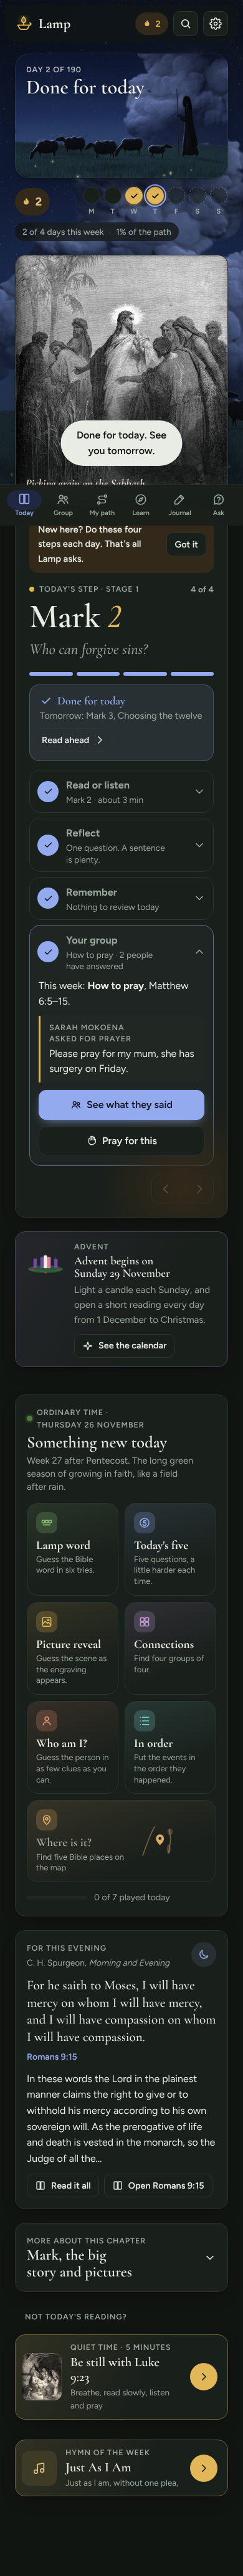 Lamp
2
DAY 2 OF 190
Done for today
2
M T W T F S S
2 of 4 days this week · 1% of the path
Done for today. See
you tomorrow.
Picking grain on the Sabbath
Today Group My path Learn Journal Ask
New here? Do these four
steps each day. That's all
Lamp asks.
Got it
TODAY'S STEP · STAGE 1
4 of 4
Mark 2
Who can forgive sins?
Done for today
Tomorrow: Mark 3, Choosing the twelve
Read ahead
Read or listen
Mark 2 · about 3 min
Reflect
One question. A sentence
is plenty.
Remember
Nothing to review today
Your group
How to pray · 2 people
have answered
This week: How to pray, Matthew
6:5–15.
SARAH MOKOENA
ASKED FOR PRAYER
Please pray for my mum, she has
surgery on Friday.
See what they said
Pray for this
ADVENT
Advent begins on
Sunday 29 November
Light a candle each Sunday, and
open a short reading every day
from 1 December to Christmas.
See the calendar
ORDINARY TIME ·
THURSDAY 26 NOVEMBER
Something new today
Week 27 after Pentecost. The long green
season of growing in faith, like a field
after rain.
Lamp word
Guess the Bible
word in six tries.
Today's five
Five questions, a
little harder each
time.
Picture reveal
Guess the scene as
the engraving
appears.
Connections
Find four groups of
four.
Who am I?
Guess the person in
as few clues as you
can.
In order
Put the events in
the order they
happened.
Where is it?
Find five Bible places on
the map.
0 of 7 played today
FOR THIS EVENING
C. H. Spurgeon, Morning and Evening
For he saith to Moses, I will have
mercy on whom I will have mercy,
and I will have compassion on whom
I will have compassion.
Romans 9:15
In these words the Lord in the plainest
manner claims the right to give or to
withhold his mercy according to his own
sovereign will. As the prerogative of life
and death is vested in the monarch, so the
Judge of all the…
Read it all
Open Romans 9:15
MORE ABOUT THIS CHAPTER
Mark, the big
story and pictures
NOT TODAY'S READING?
QUIET TIME · 5 MINUTES
Be still with Luke
9:23
Breathe, read slowly, listen
and pray
HYMN OF THE WEEK
Just As I Am
Just as I am, without one plea,